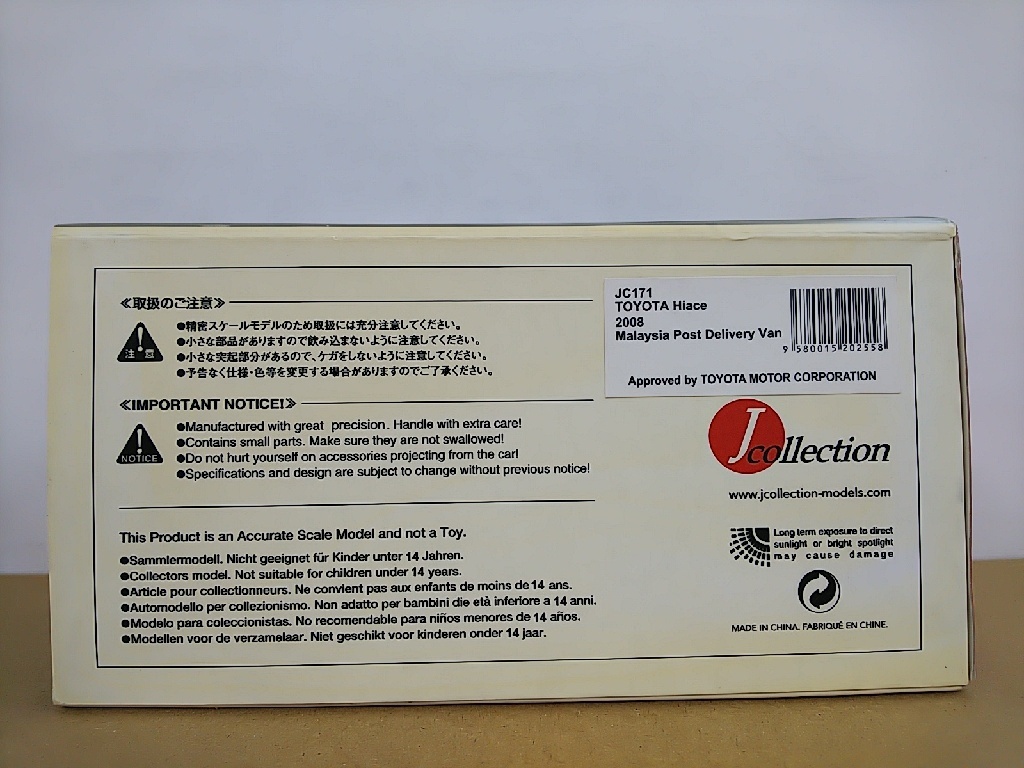 ≪取扱のご注意≫
注 意
●精密スケールモデルのため取扱には充分注意してください。
●小さな部品がありますので飲み込まないように注意してください。
●小さな突起部分があるので、ケガをしないように注意してください。
●予告なく仕様・色等を変更する場合がありますのでご了承ください。
≪IMPORTANT NOTICE!≫
NOTICE
●Manufactured with great precision. Handle with extra care!
●Contains small parts. Make sure they are not swallowed!
●Do not hurt yourself on accessories projecting from the car!
●Specifications and design are subject to change without previous notice!
This Product is an Accurate Scale Model and not a Toy.
●Sammlermodell. Nicht geeignet für Kinder unter 14 Jahren.
●Collectors model. Not suitable for children under 14 years.
●Article pour collectionneurs. Ne convient pas aux enfants de moins de 14 ans.
●Automodello per collezionismo. Non adatto per bambini die età inferiore a 14 anni.
●Modelo para coleccionistas. No recomendable para niños menores de 14 años.
●Modellen voor de verzamelaar. Niet geschikt voor kinderen onder 14 jaar.
JC171
TOYOTA Hiace
2008
Malaysia Post Delivery Van
9 580015 202558
Approved by TOYOTA MOTOR CORPORATION
J collection
www.jcollection-models.com
Long term exposure to direct
sunlight or bright spotlight
may cause damage
MADE IN CHINA. FABRIQUÉ EN CHINE.